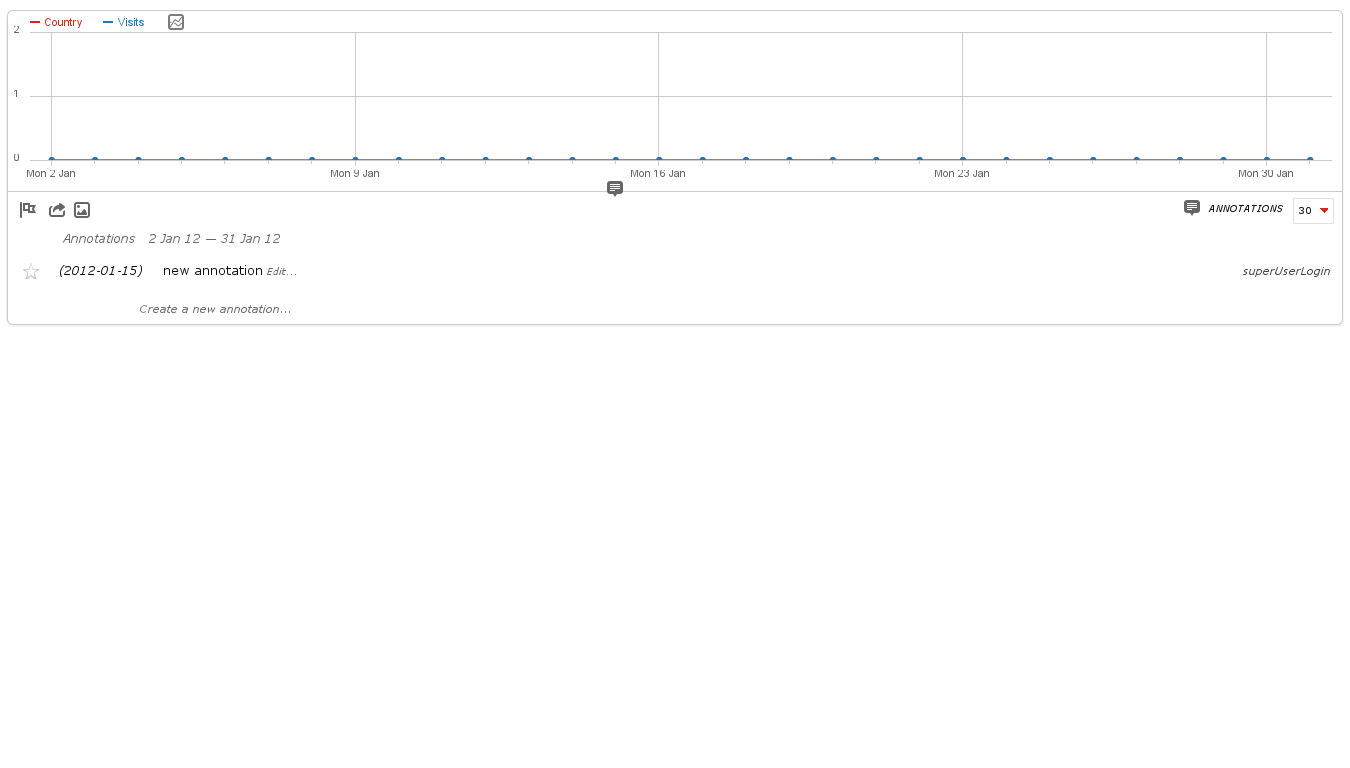 Country Visits
2
1
0
Mon 2 Jan Mon 9 Jan Mon 16 Jan Mon 23 Jan Mon 30 Jan
ANNOTATIONS 30
Annotations 2 Jan 12 — 31 Jan 12
(2012-01-15) new annotation Edit... superUserLogin
Create a new annotation...